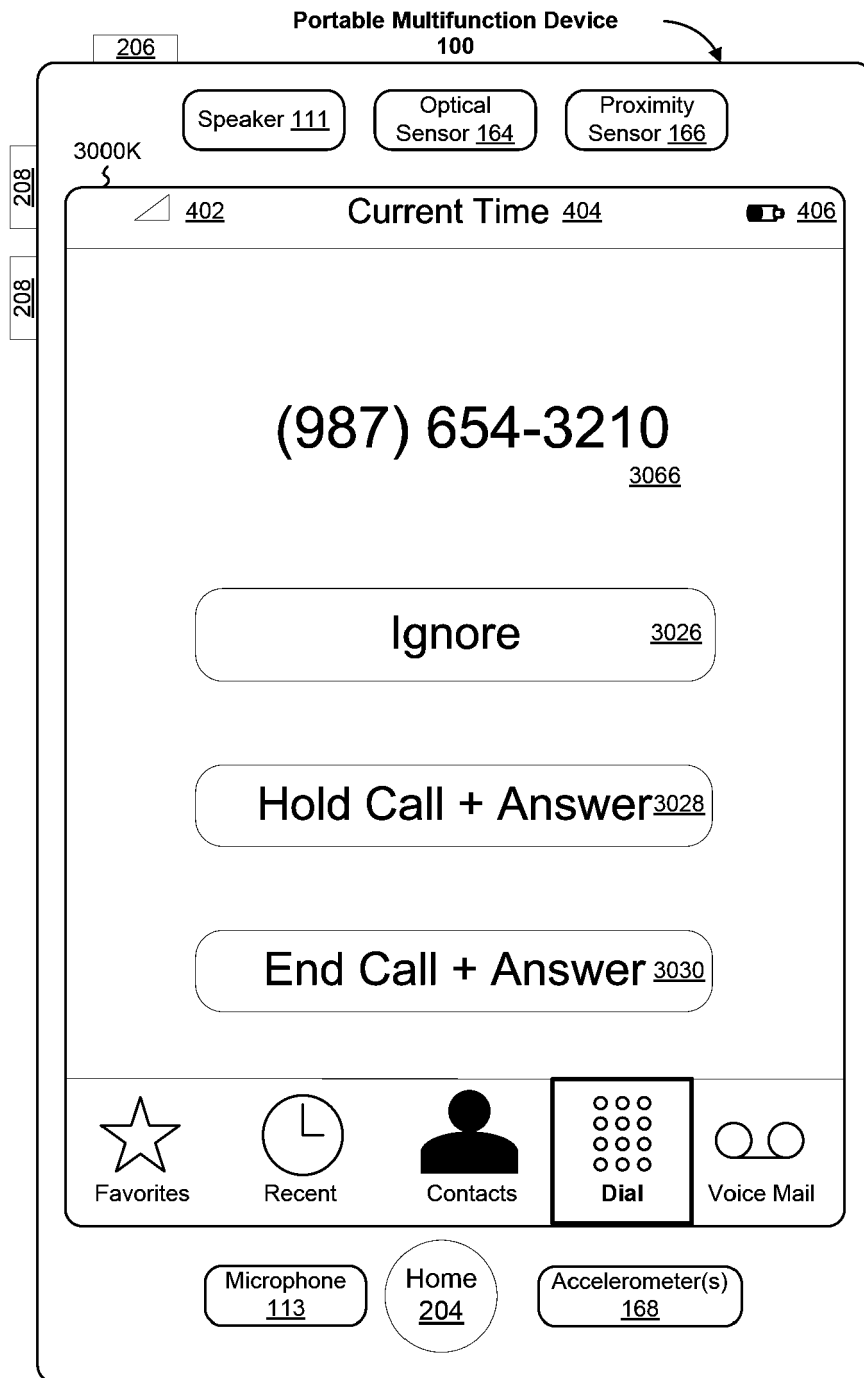 Portable Multifunction Device
100
206
Speaker 111
Optical
Sensor 164
Proximity
Sensor 166
3000K
208
208
402
Current Time 404
406
(987) 654-3210
3066
Ignore 3026
Hold Call + Answer 3028
End Call + Answer 3030
Favorites
Recent
Contacts
Dial
Voice Mail
Microphone
113
Home
204
Accelerometer(s)
168